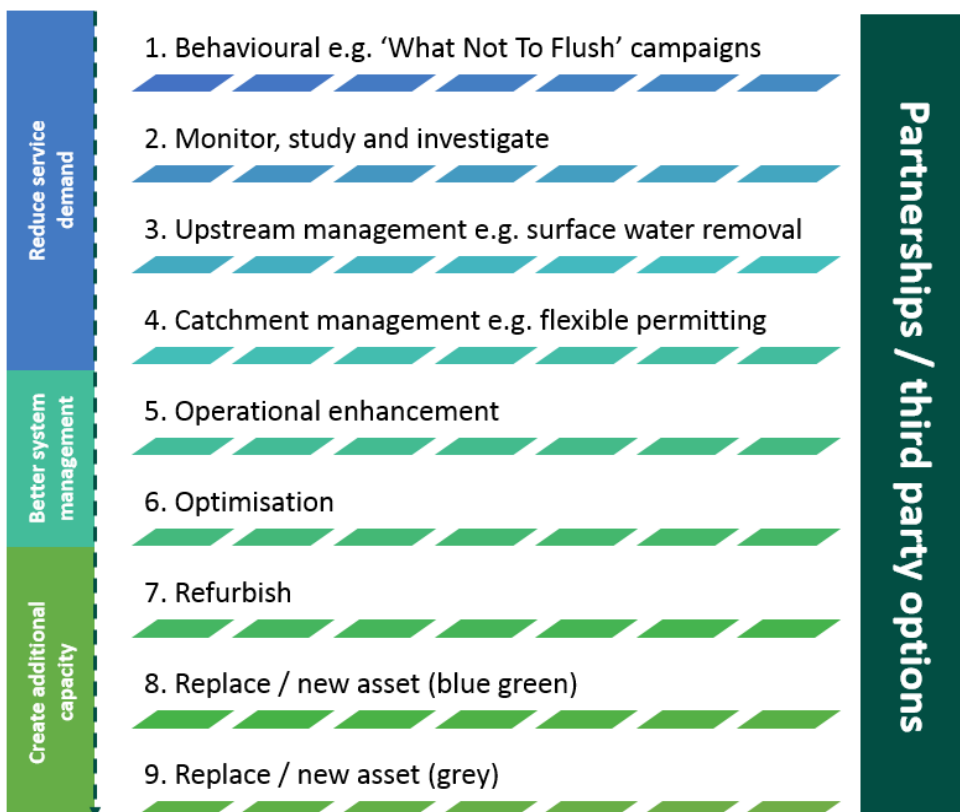 Reduce service
demand
1. Behavioural e.g. ‘What Not To Flush’ campaigns
2. Monitor, study and investigate
3. Upstream management e.g. surface water removal
4. Catchment management e.g. flexible permitting
Better system
management
5. Operational enhancement
6. Optimisation
Create additional
capacity
7. Refurbish
8. Replace / new asset (blue green)
9. Replace / new asset (grey)
Partnerships / third party options